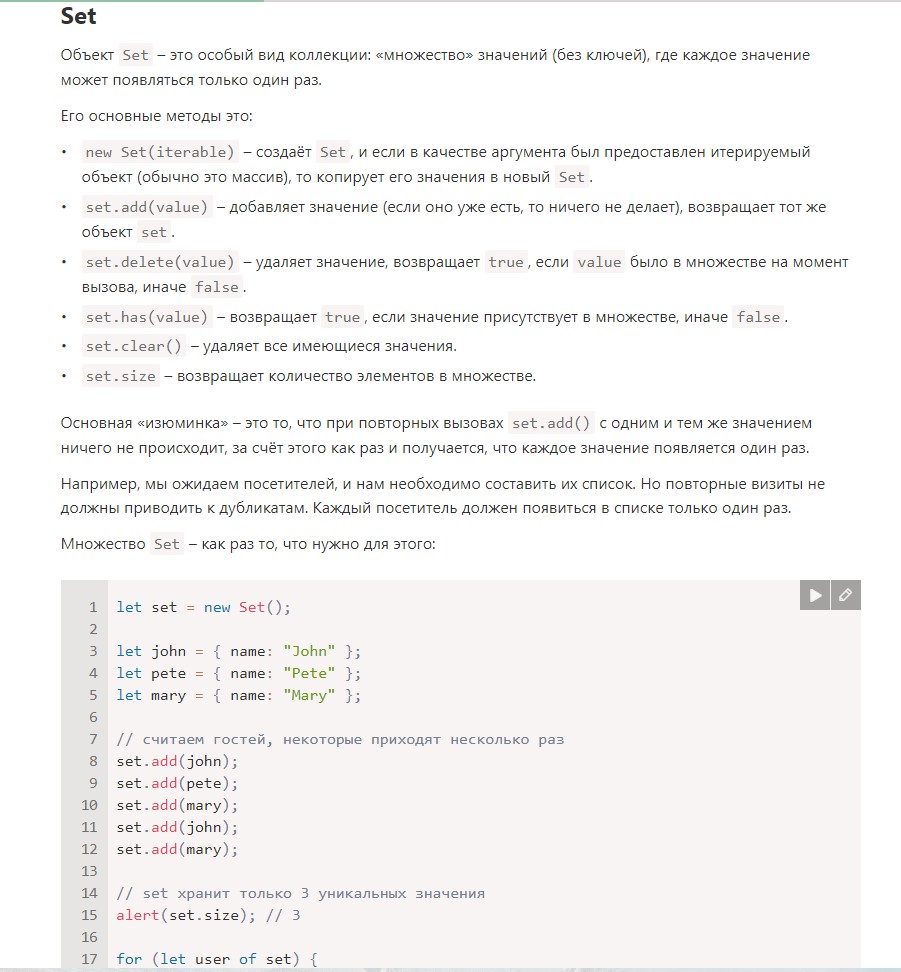 Set
Объект Set – это особый вид коллекции: «множество» значений (без ключей), где каждое значение
может появляться только один раз.
Его основные методы это:
• new Set(iterable) – создаёт Set, и если в качестве аргумента был предоставлен итерируемый
объект (обычно это массив), то копирует его значения в новый Set.
• set.add(value) – добавляет значение (если оно уже есть, то ничего не делает), возвращает тот же
объект set.
• set.delete(value) – удаляет значение, возвращает true, если value было в множестве на момент
вызова, иначе false.
• set.has(value) – возвращает true, если значение присутствует в множестве, иначе false.
• set.clear() – удаляет все имеющиеся значения.
• set.size – возвращает количество элементов в множестве.
Основная «изюминка» – это то, что при повторных вызовах set.add() с одним и тем же значением
ничего не происходит, за счёт этого как раз и получается, что каждое значение появляется один раз.
Например, мы ожидаем посетителей, и нам необходимо составить их список. Но повторные визиты не
должны приводить к дубликатам. Каждый посетитель должен появиться в списке только один раз.
Множество Set – как раз то, что нужно для этого:
1 let set = new Set();
2
3 let john = { name: "John" };
4 let pete = { name: "Pete" };
5 let mary = { name: "Mary" };
6
7 // считаем гостей, некоторые приходят несколько раз
8 set.add(john);
9 set.add(pete);
10 set.add(mary);
11 set.add(john);
12 set.add(mary);
13
14 // set хранит только 3 уникальных значения
15 alert(set.size); // 3
16
17 for (let user of set) {